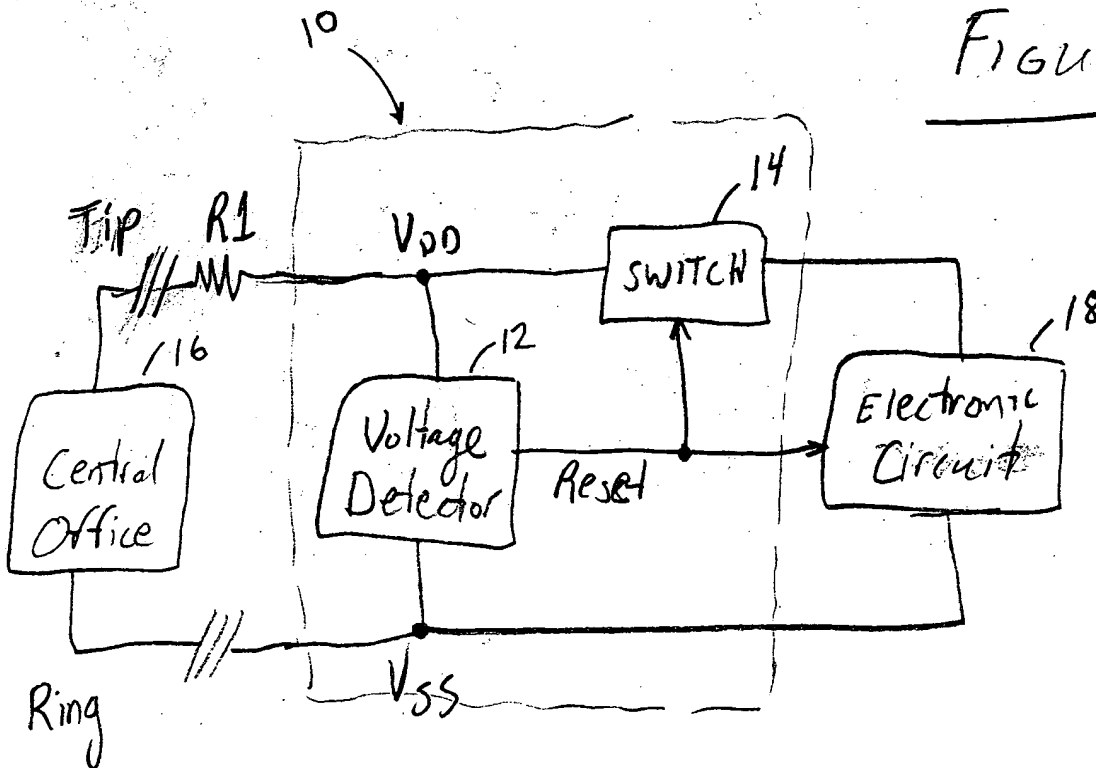 10
FIGU
14
Tip R1 VDD
SWITCH
18
16
12
Central
Office
Voltage
Detector
Reset
Electronic
Circuit
VSS
Ring